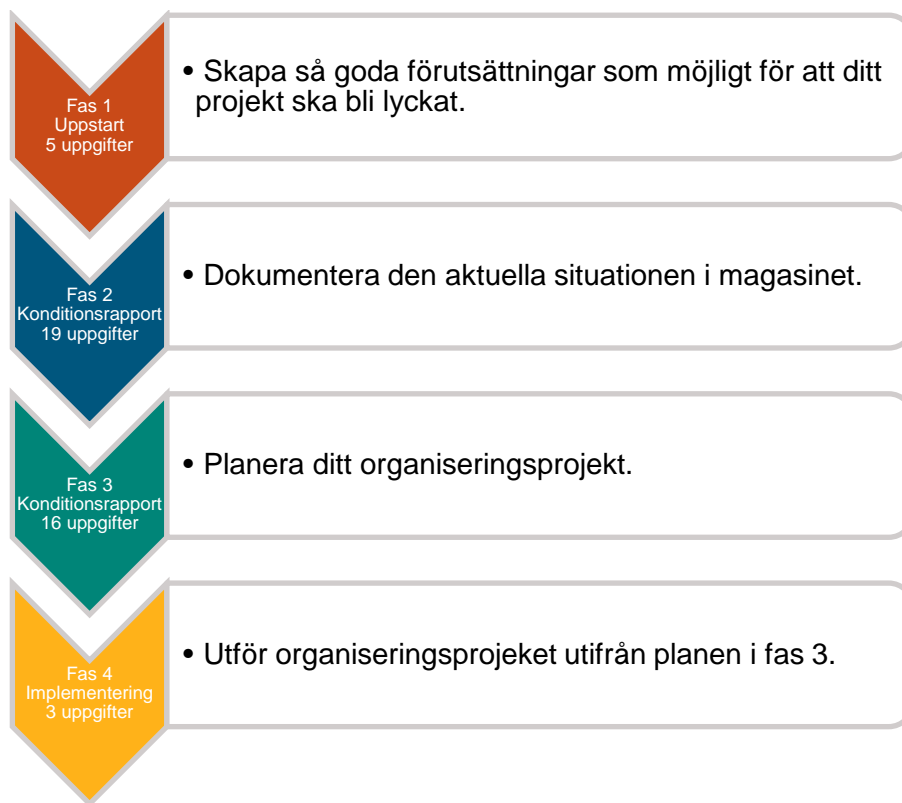 Fas 1
Uppstart
5 uppgifter
• Skapa så goda förutsättningar som möjligt för att ditt
projekt ska bli lyckat.
Fas 2
Konditionsrapport
19 uppgifter
• Dokumentera den aktuella situationen i magasinet.
Fas 3
Konditionsrapport
16 uppgifter
• Planera ditt organiseringsprojekt.
Fas 4
Implementering
3 uppgifter
• Utför organiseringsprojeket utifrån planen i fas 3.